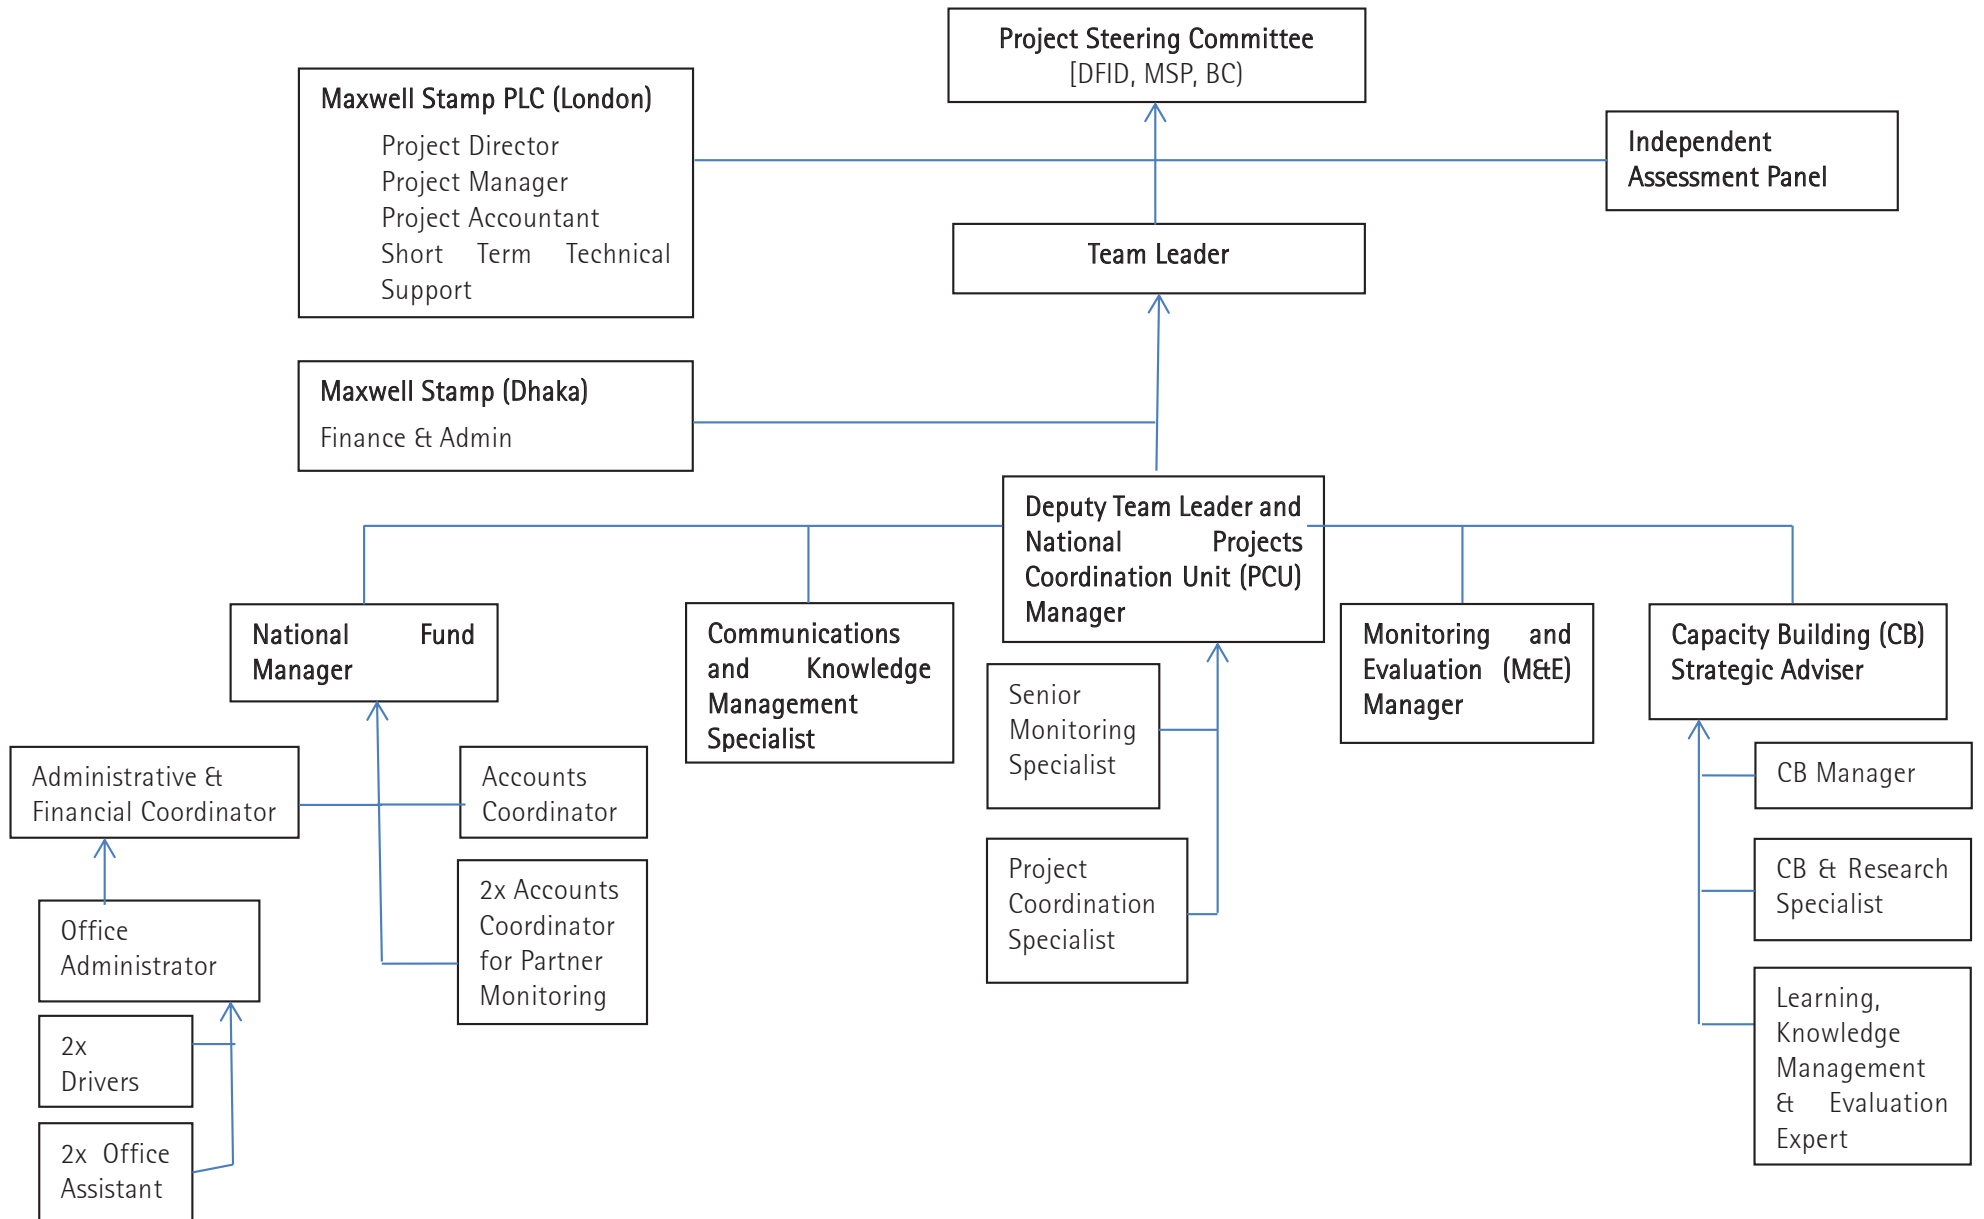 Project Steering Committee
[DFID, MSP, BC)
Maxwell Stamp PLC (London)
Project Director
Project Manager
Project Accountant
Short Term Technical
Support
Independent
Assessment Panel
Team Leader
Maxwell Stamp (Dhaka)
Finance & Admin
Deputy Team Leader and
National Projects
Coordination Unit (PCU)
Manager
National Fund
Manager
Communications
and Knowledge
Management
Specialist
Monitoring and
Evaluation (M&E)
Manager
Capacity Building (CB)
Strategic Adviser
Senior
Monitoring
Specialist
Project
Coordination
Specialist
Administrative &
Financial Coordinator
Accounts
Coordinator
2x Accounts
Coordinator
for Partner
Monitoring
Office
Administrator
2x
Drivers
2x Office
Assistant
CB Manager
CB & Research
Specialist
Learning,
Knowledge
Management
& Evaluation
Expert